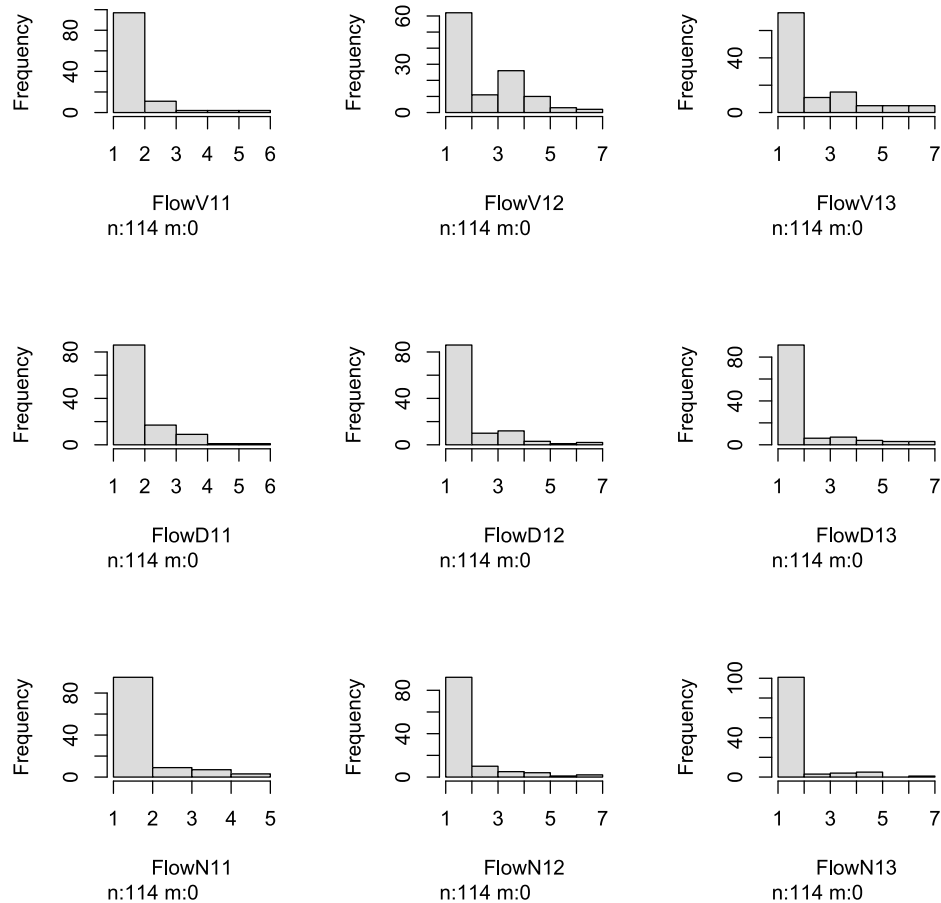 Frequency
0 40 80
1 2 3 4 5 6
FlowV11
n:114 m:0
Frequency
0 30 60
1 3 5 7
FlowV12
n:114 m:0
Frequency
0 40
1 3 5 7
FlowV13
n:114 m:0
Frequency
0 40 80
1 2 3 4 5 6
FlowD11
n:114 m:0
Frequency
0 40 80
1 3 5 7
FlowD12
n:114 m:0
Frequency
0 40 80
1 3 5 7
FlowD13
n:114 m:0
Frequency
0 40 80
1 2 3 4 5
FlowN11
n:114 m:0
Frequency
0 40 80
1 3 5 7
FlowN12
n:114 m:0
Frequency
0 40 100
1 3 5 7
FlowN13
n:114 m:0